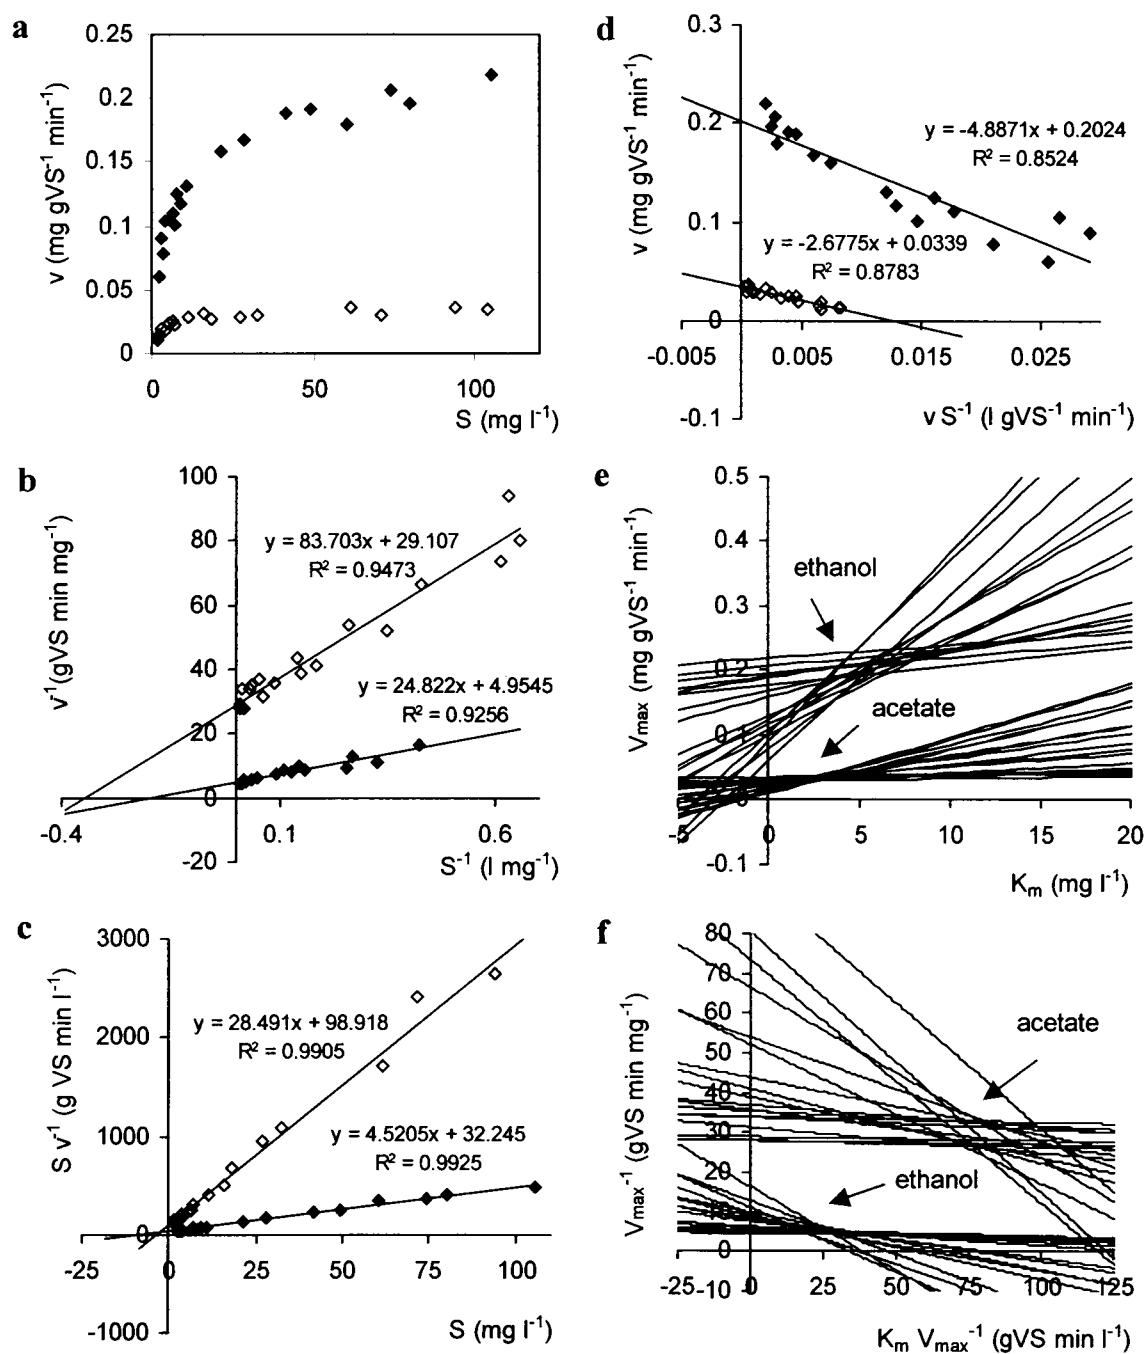 a
0.25
0.2
0.15
0.1
0.05
0
v (mg gVS⁻¹ min⁻¹)
0 50 100
S (mg l⁻¹)
d
0.3
0.2
0.1
0
-0.1
v (mg gVS⁻¹ min⁻¹)
y = -4.8871x + 0.2024
R² = 0.8524
y = -2.6775x + 0.0339
R² = 0.8783
-0.005 0.005 0.015 0.025
v S⁻¹ (l gVS⁻¹ min⁻¹)
b
100
80
60
40
20
0
-20
v⁻¹(gVS min mg⁻¹)
y = 83.703x + 29.107
R² = 0.9473
y = 24.822x + 4.9545
R² = 0.9256
-0.4 0.1 0.6
S⁻¹ (l mg⁻¹)
e
0.5
0.4
0.3
0.2
0.1
0
-0.1
Vmax (mg gVS⁻¹ min⁻¹)
ethanol
acetate
-5 0 5 10 15 20
Km (mg l⁻¹)
c
3000
2000
1000
0
-1000
S v⁻¹ (g VS min l⁻¹)
y = 28.491x + 98.918
R² = 0.9905
y = 4.5205x + 32.245
R² = 0.9925
-25 0 25 50 75 100
S (mg l⁻¹)
f
80
70
60
50
40
30
20
10
0
-10
Vmax⁻¹ (gVS min mg⁻¹)
acetate
ethanol
-25 0 25 50 75 100 125
Km Vmax⁻¹ (gVS min l⁻¹)